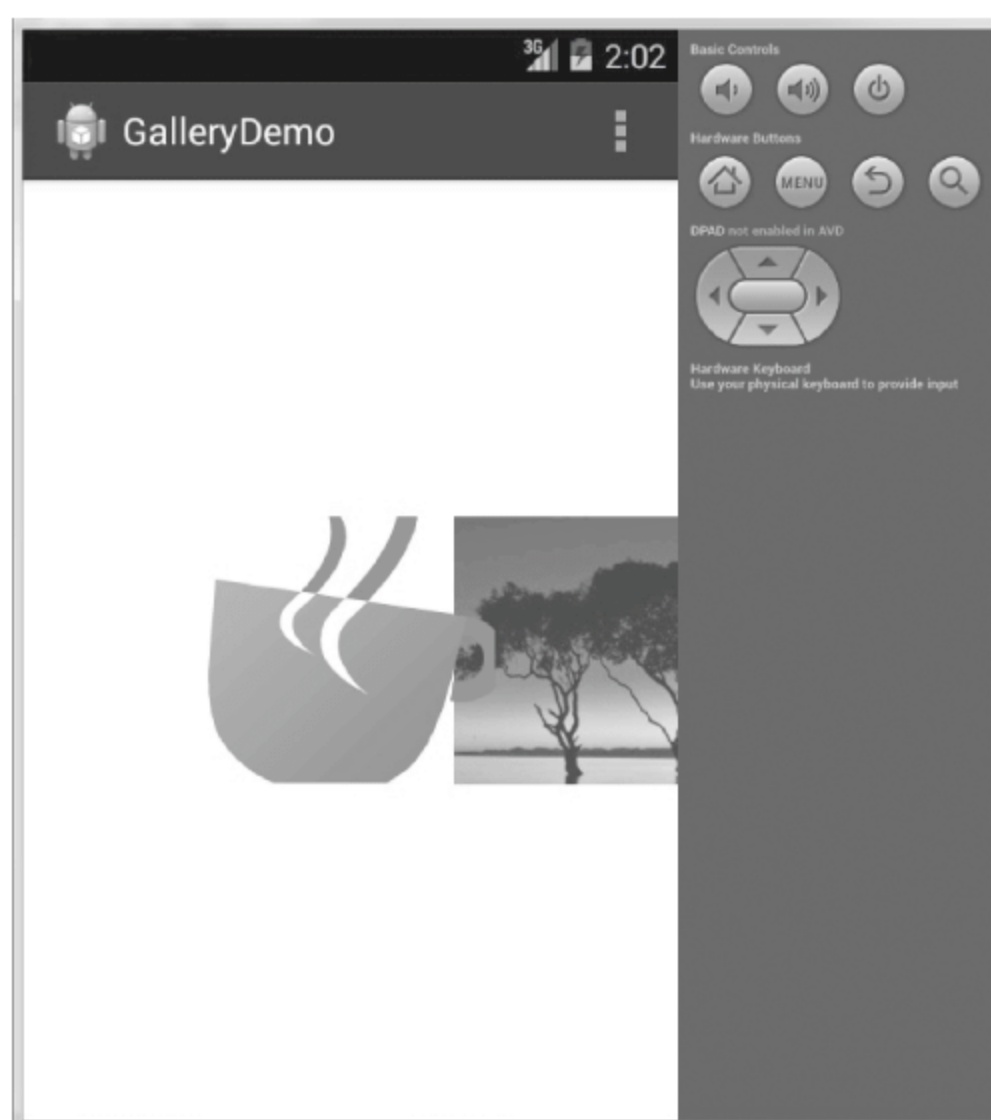 3G 2:02
GalleryDemo
Basic Controls
Hardware Buttons
MENU
DPAD not enabled in AVD
Hardware Keyboard
Use your physical keyboard to provide input